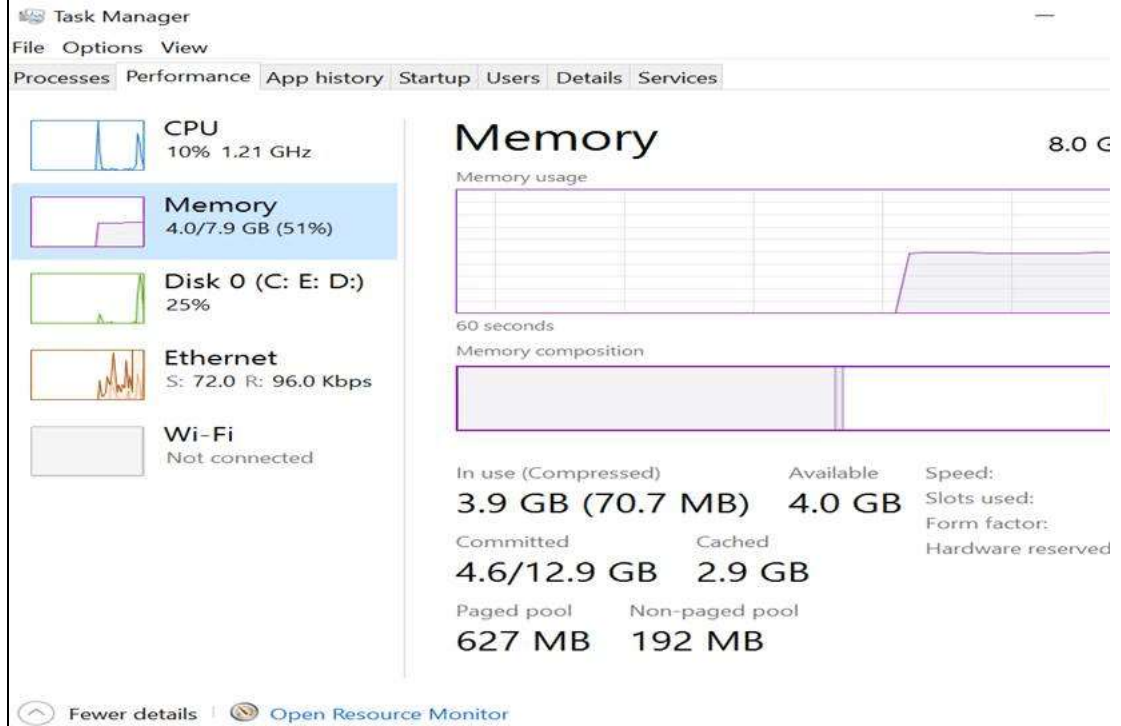 Task Manager
File Options View
Processes Performance App history Startup Users Details Services
CPU
10% 1.21 GHz
Memory
4.0/7.9 GB (51%)
Disk 0 (C: E: D:)
25%
Ethernet
S: 72.0 R: 96.0 Kbps
Wi-Fi
Not connected
Memory 8.0 G
Memory usage
60 seconds
Memory composition
In use (Compressed) Available
3.9 GB (70.7 MB) 4.0 GB
Committed Cached
4.6/12.9 GB 2.9 GB
Paged pool Non-paged pool
627 MB 192 MB
Speed:
Slots used:
Form factor:
Hardware reserved
Fewer details Open Resource Monitor